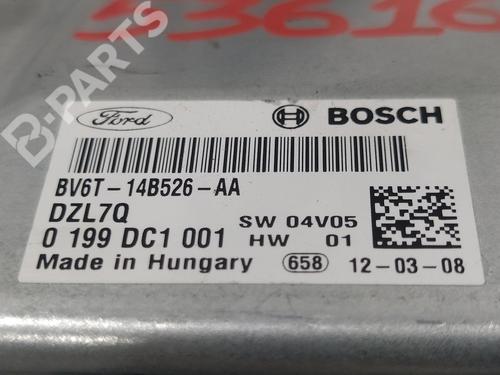 53616
B-PARTS
Ford
BOSCH
BV6T-14B526-AA
DZL7Q
SW 04V05
0 199 DC1 001
HW 01
Made in Hungary
658
12-03-08